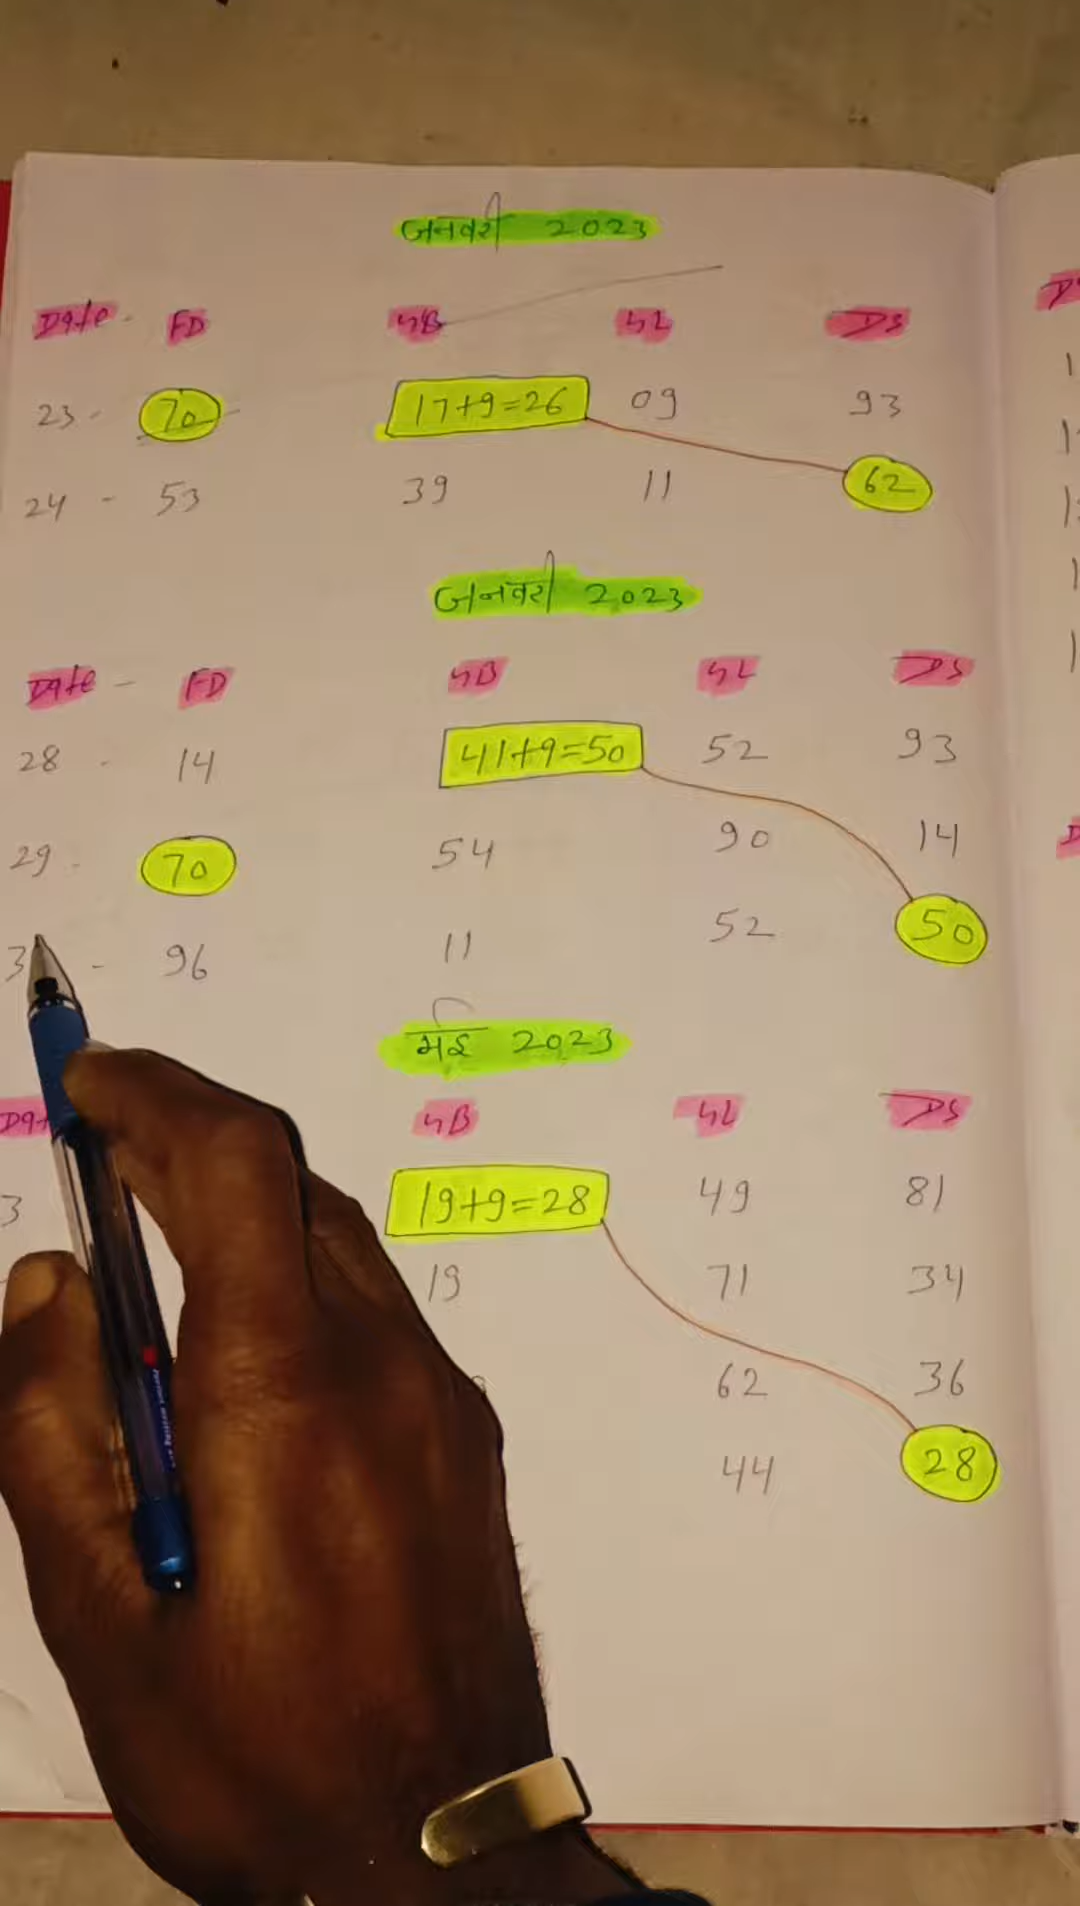 जनवरी 2023
Date - FD GB GL DS
23 - 70 17+9=26 09 93
24 - 53 39 11 62
जनवरी 2023
Date - FD GB GL DS
28 - 14 41+9=50 52 93
29 - 70 54 90 14
3 - 96 11 52 50
मई 2023
Dat GB GL DS
3 19+9=28 49 81
19 71 34
62 36
44 28